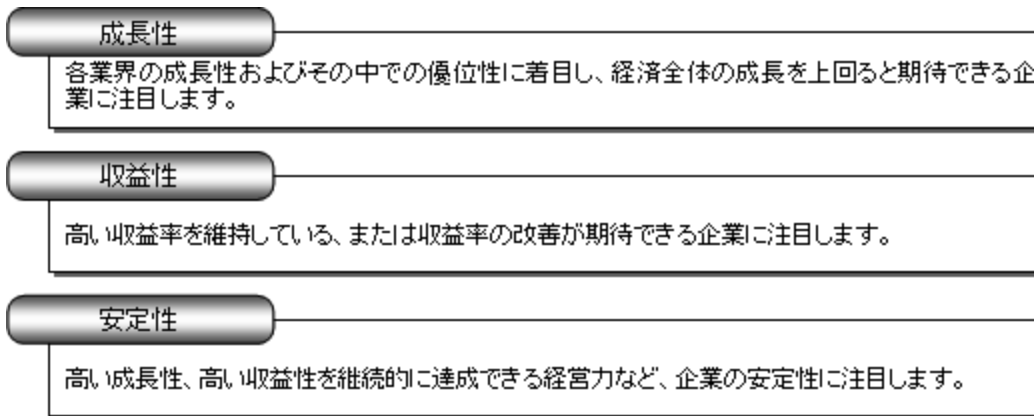 成長性
各業界の成長性およびその中での優位性に着目し、経済全体の成長を上回ると期待できる企
業に注目します。
収益性
高い収益率を維持している、または収益率の改善が期待できる企業に注目します。
安定性
高い成長性、高い収益性を継続的に達成できる経営力など、企業の安定性に注目します。